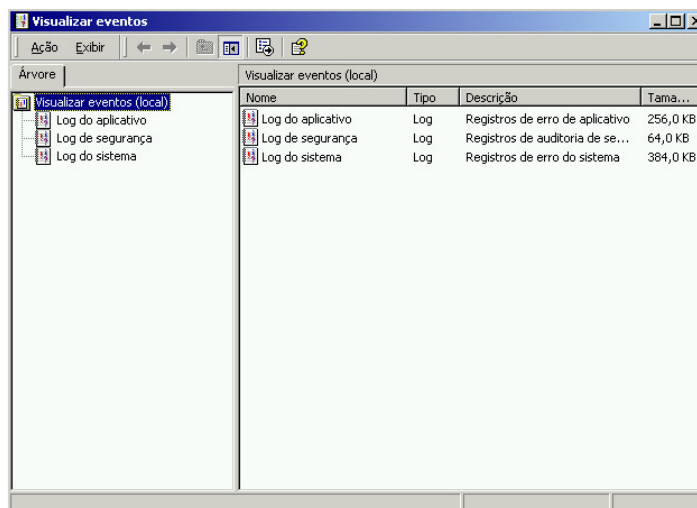 Visualizar eventos
Ação Exibir
Árvore
Visualizar eventos (local)
Visualizar eventos (local)
Log do aplicativo
Log de segurança
Log do sistema
Nome Tipo Descrição Tama...
Log do aplicativo Log Registros de erro de aplicativo 256,0 KB
Log de segurança Log Registros de auditoria de se... 64,0 KB
Log do sistema Log Registros de erro do sistema 384,0 KB